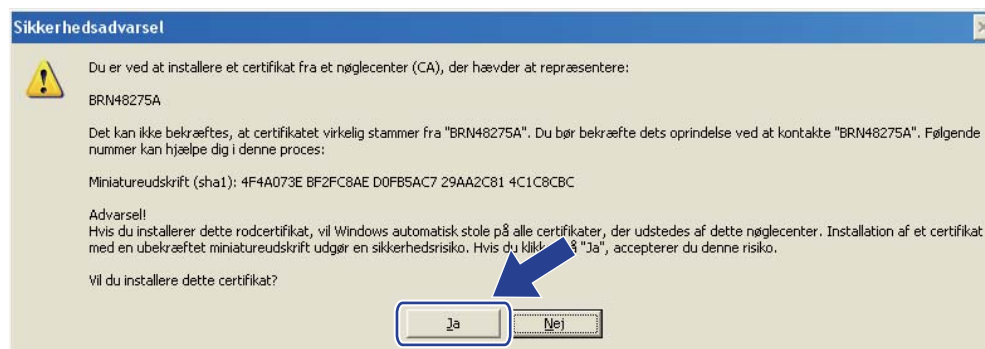 Sikkerhedsadvarsel
Du er ved at installere et certifikat fra et nøglecenter (CA), der hævder at repræsentere:
BRN48275A
Det kan ikke bekræftes, at certifikatet virkelig stammer fra "BRN48275A". Du bør bekræfte dets oprindelse ved at kontakte "BRN48275A". Følgende
nummer kan hjælpe dig i denne proces:
Miniatureudskrift (sha1): 4F4A073E BF2FC8AE D0FB5AC7 29AA2C81 4C1C8CBC
Advarsel!
Hvis du installerer dette rodcertifikat, vil Windows automatisk stole på alle certifikater, der udstedes af dette nøglecenter. Installation af et certifikat
med en ubekræftet miniatureudskrift udgør en sikkerhedsrisiko. Hvis du "Ja", accepterer du denne risiko.
Vil du installere dette certifikat?
Ja
Nej